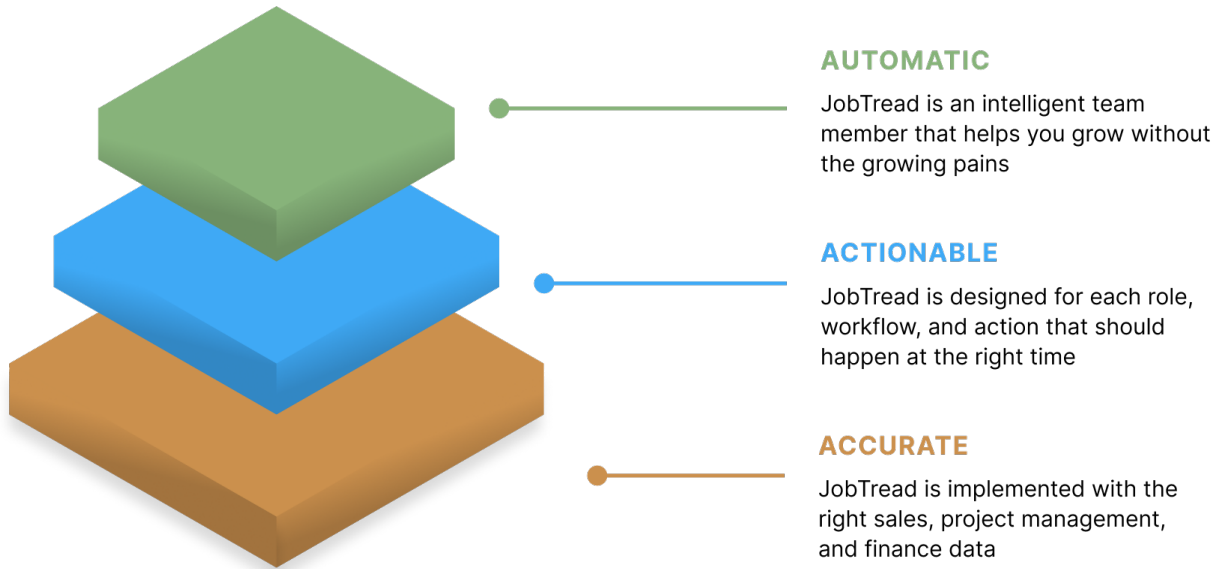 AUTOMATIC
JobTread is an intelligent team
member that helps you grow without
the growing pains
ACTIONABLE
JobTread is designed for each role,
workflow, and action that should
happen at the right time
ACCURATE
JobTread is implemented with the
right sales, project management,
and finance data